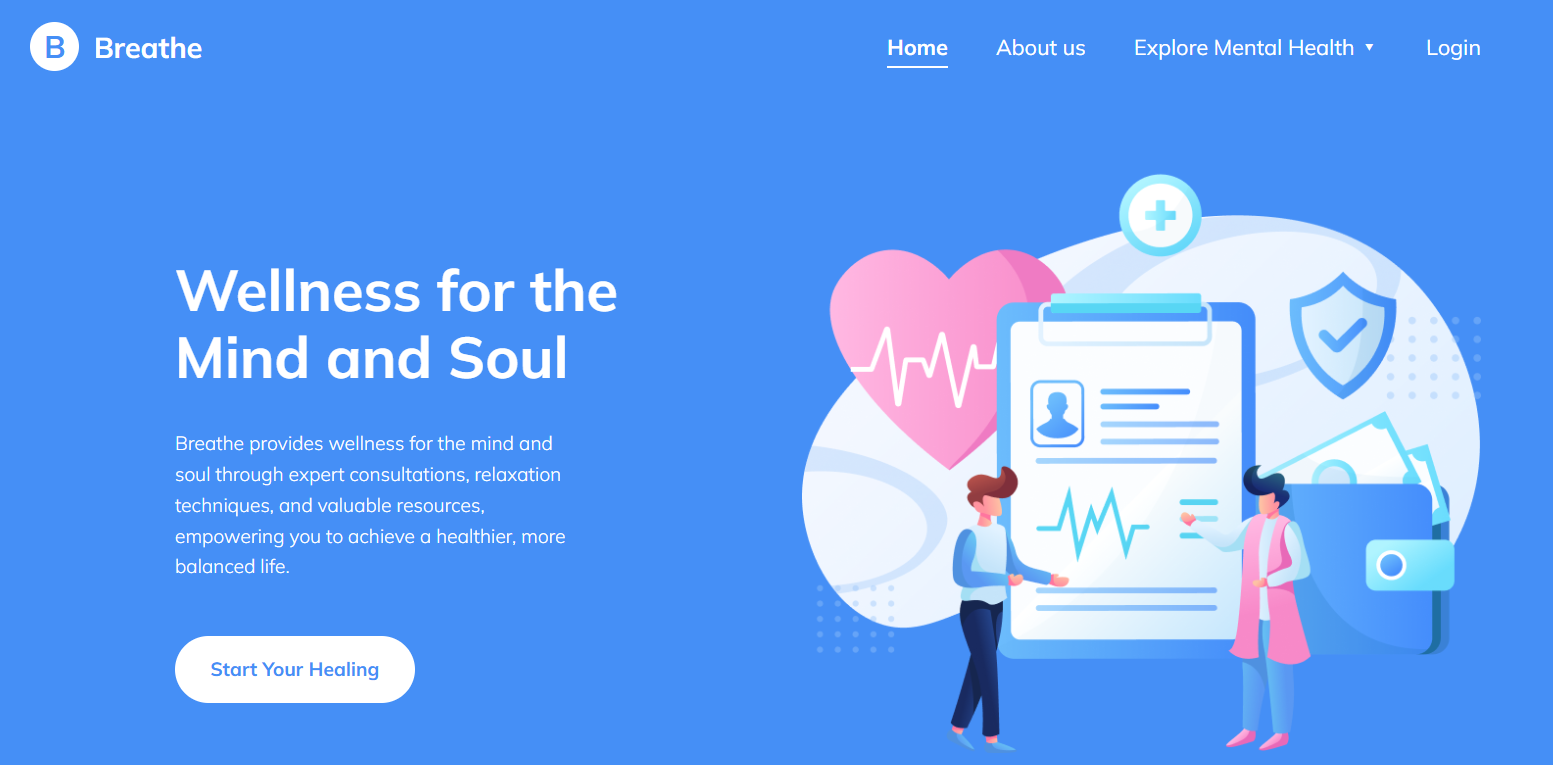 B Breathe
Home About us Explore Mental Health ▼ Login
Wellness for the
Mind and Soul
Breathe provides wellness for the mind and
soul through expert consultations, relaxation
techniques, and valuable resources,
empowering you to achieve a healthier, more
balanced life.
Start Your Healing